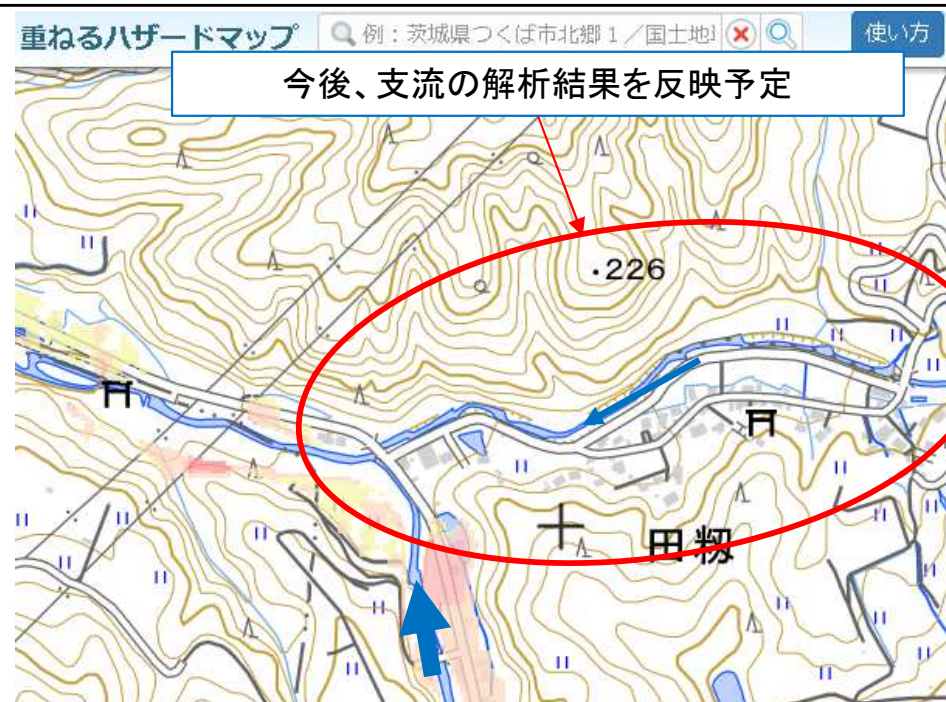 重ねるハザードマップ
例：茨城県つくば市北郷１／国土地
使い方
今後、支流の解析結果を反映予定
・226
田籾